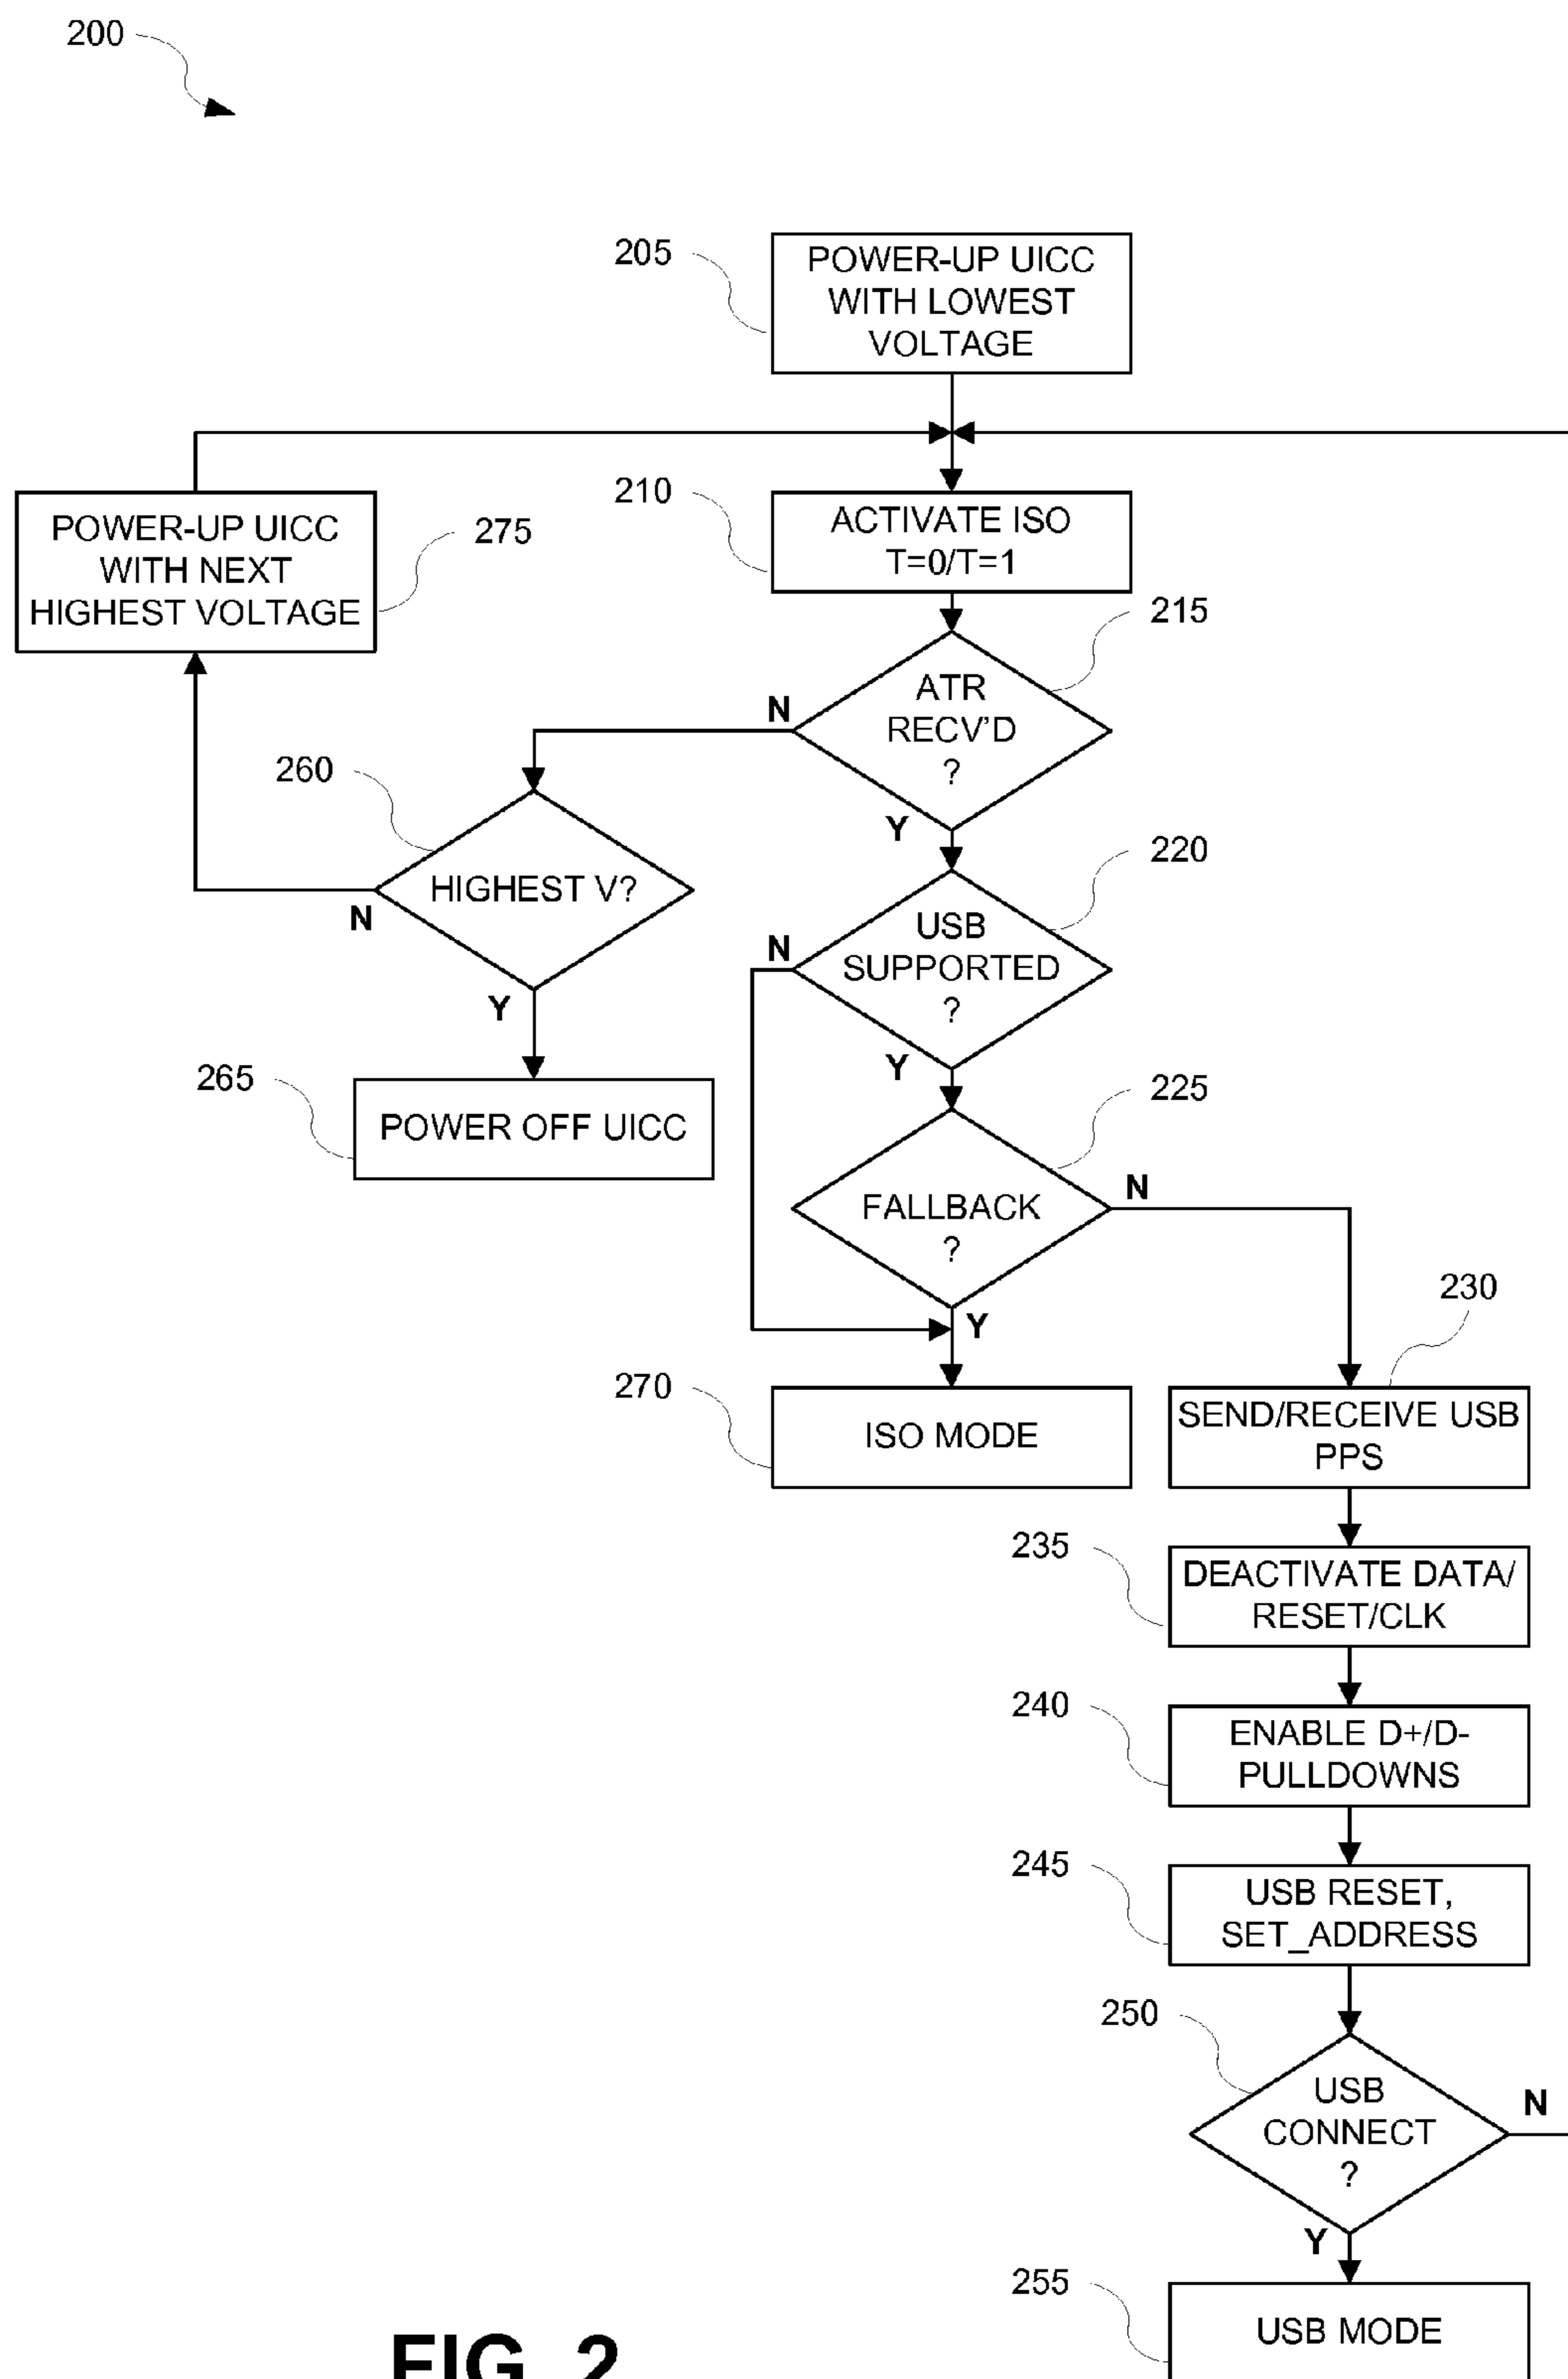 200
205
POWER-UP UICC
WITH LOWEST
VOLTAGE
210
ACTIVATE ISO
T=0/T=1
POWER-UP UICC
WITH NEXT
HIGHEST VOLTAGE
275
215
ATR
RECV'D
?
N
Y
260
HIGHEST V?
N
Y
220
USB
SUPPORTED
?
N
Y
265
POWER OFF UICC
225
FALLBACK
?
N
Y
230
270
ISO MODE
SEND/RECEIVE USB
PPS
235
DEACTIVATE DATA/
RESET/CLK
240
ENABLE D+/D-
PULLDOWNS
245
USB RESET,
SET_ADDRESS
250
USB
CONNECT
?
N
Y
255
USB MODE
FIG. 2